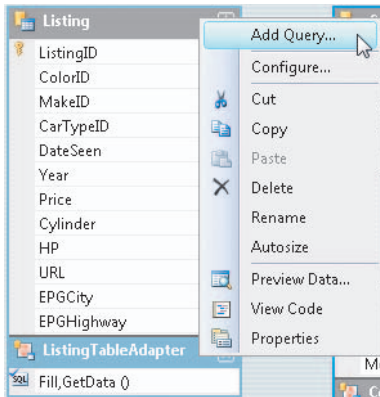 Listing
ListingID
ColorID
MakeID
CarTypeID
DateSeen
Year
Price
Cylinder
HP
URL
EPGCity
EPGHighway
ListingTableAdapter
SQL Fill,GetData ()
Add Query...
Configure...
Cut
Copy
Paste
Delete
Rename
Autosize
Preview Data...
View Code
Properties